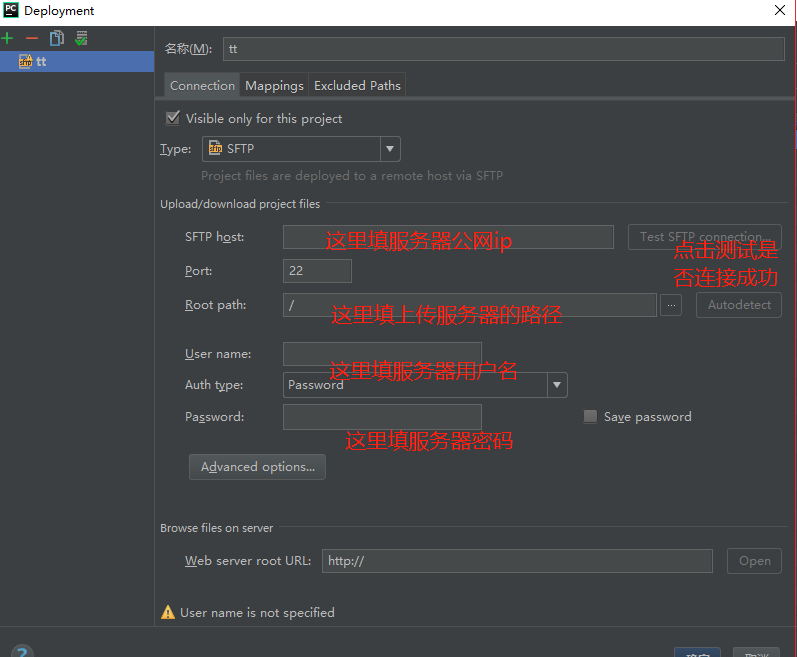 PC Deployment
tt
名称(M): tt
Connection Mappings Excluded Paths
Visible only for this project
Type: SFTP
Project files are deployed to a remote host via SFTP
Upload/download project files
SFTP host: 这里填服务器公网ip Test SFTP connection...
点击测试是
否连接成功
Port: 22
Root path: / ... Autodetect
这里填上传服务器的路径
User name:
这里填服务器用户名
Auth type: Password
Password: Save password
这里填服务器密码
Advanced options...
Browse files on server
Web server root URL: http:// Open
User name is not specified
?
确定 取消